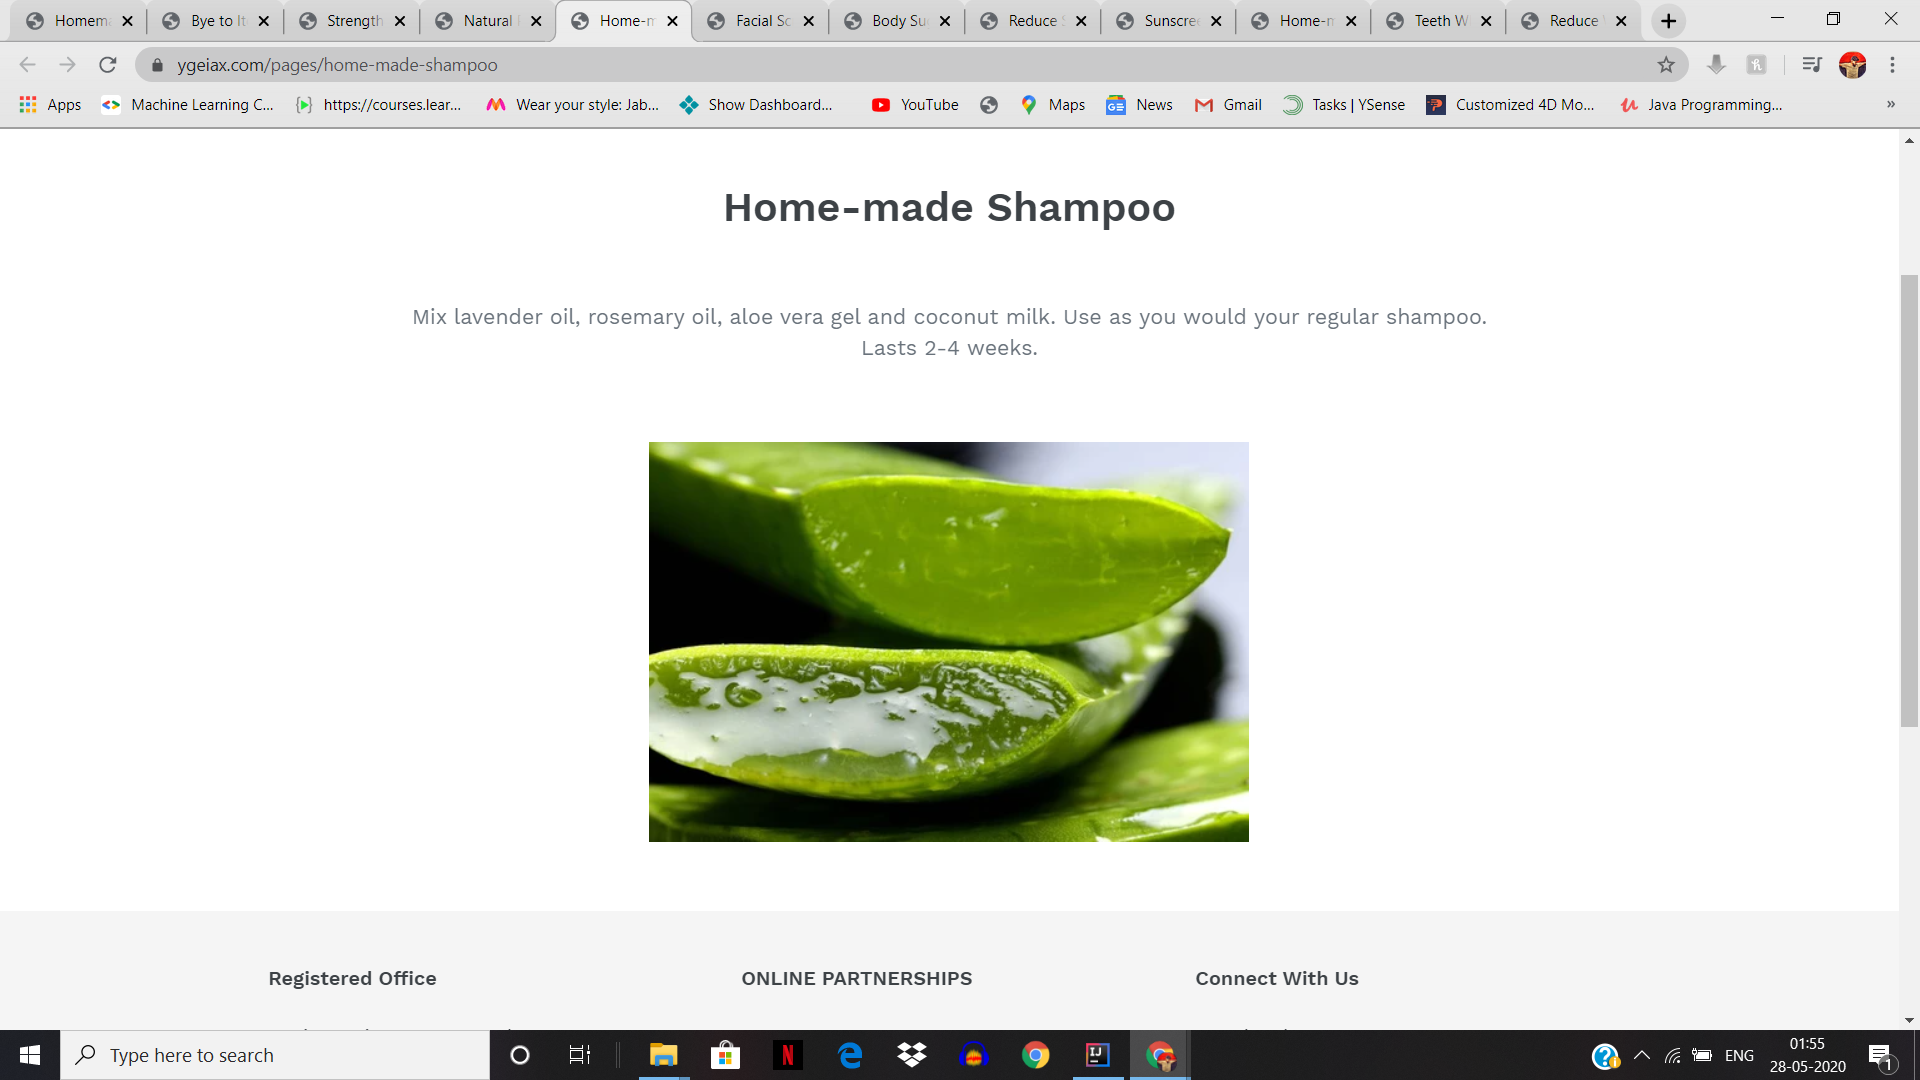 Homem
Bye to It
Strength
Natural
Home-m
Facial Sc
Body Su
Reduce S
Sunscre
Home-m
Teeth W
Reduce
ygeiax.com/pages/home-made-shampoo
Apps
Machine Learning C...
https://courses.lear...
Wear your style: Jab...
Show Dashboard...
YouTube
Maps
News
Gmail
Tasks | YSense
Customized 4D Mo...
Java Programming...
»
Home-made Shampoo
Mix lavender oil, rosemary oil, aloe vera gel and coconut milk. Use as you would your regular shampoo.
Lasts 2-4 weeks.
Registered Office
ONLINE PARTNERSHIPS
Connect With Us
Type here to search
ENG
01:55
28-05-2020
1